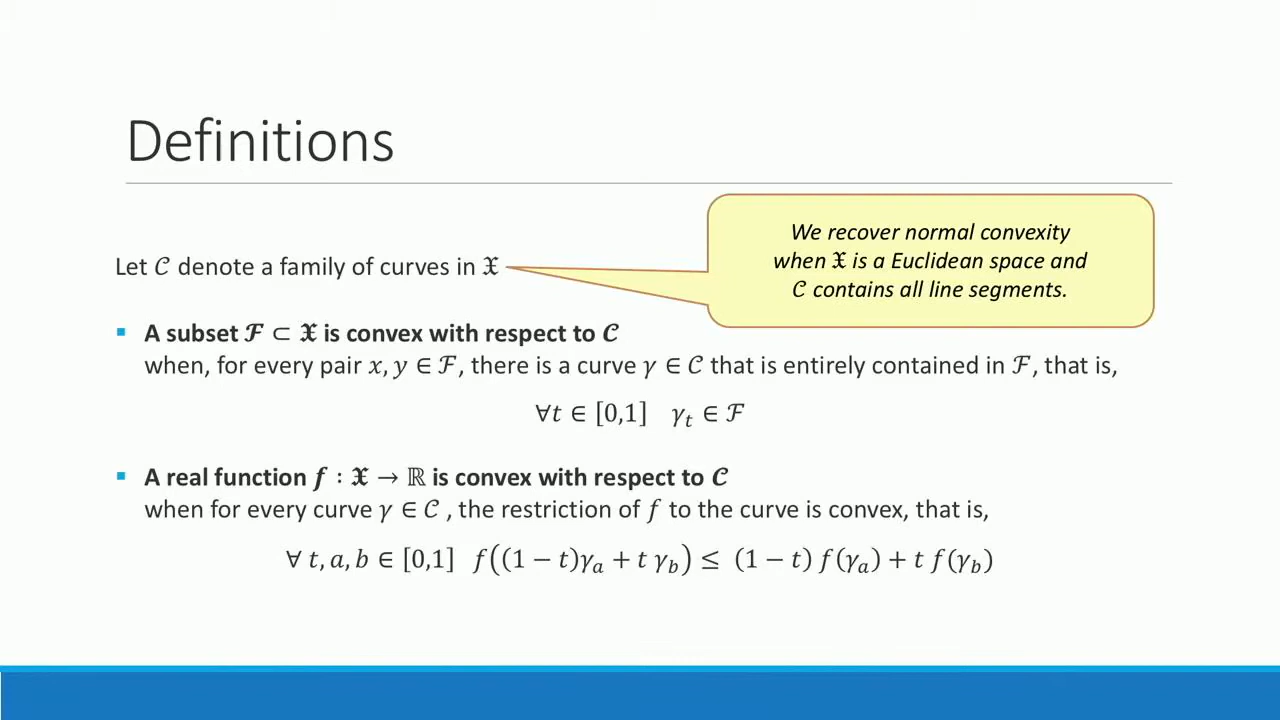 Definitions
We recover normal convexity
when 𝔛 is a Euclidean space and
𝒞 contains all line segments.
Let 𝒞 denote a family of curves in 𝔛
▪ A subset 𝓕 ⊂ 𝖃 is convex with respect to 𝓒
when, for every pair 𝑥, 𝑦 ∈ ℱ, there is a curve 𝛾 ∈ 𝒞 that is entirely contained in ℱ, that is,
∀𝑡 ∈ [0,1] 𝛾ₜ ∈ ℱ
▪ A real function 𝒇 ∶ 𝖃 → ℝ is convex with respect to 𝓒
when for every curve 𝛾 ∈ 𝒞 , the restriction of 𝑓 to the curve is convex, that is,
∀ 𝑡, 𝑎, 𝑏 ∈ [0,1] 𝑓((1 − 𝑡)𝛾_𝑎 + 𝑡 𝛾_𝑏) ≤ (1 − 𝑡) 𝑓(𝛾_𝑎) + 𝑡 𝑓(𝛾_𝑏)